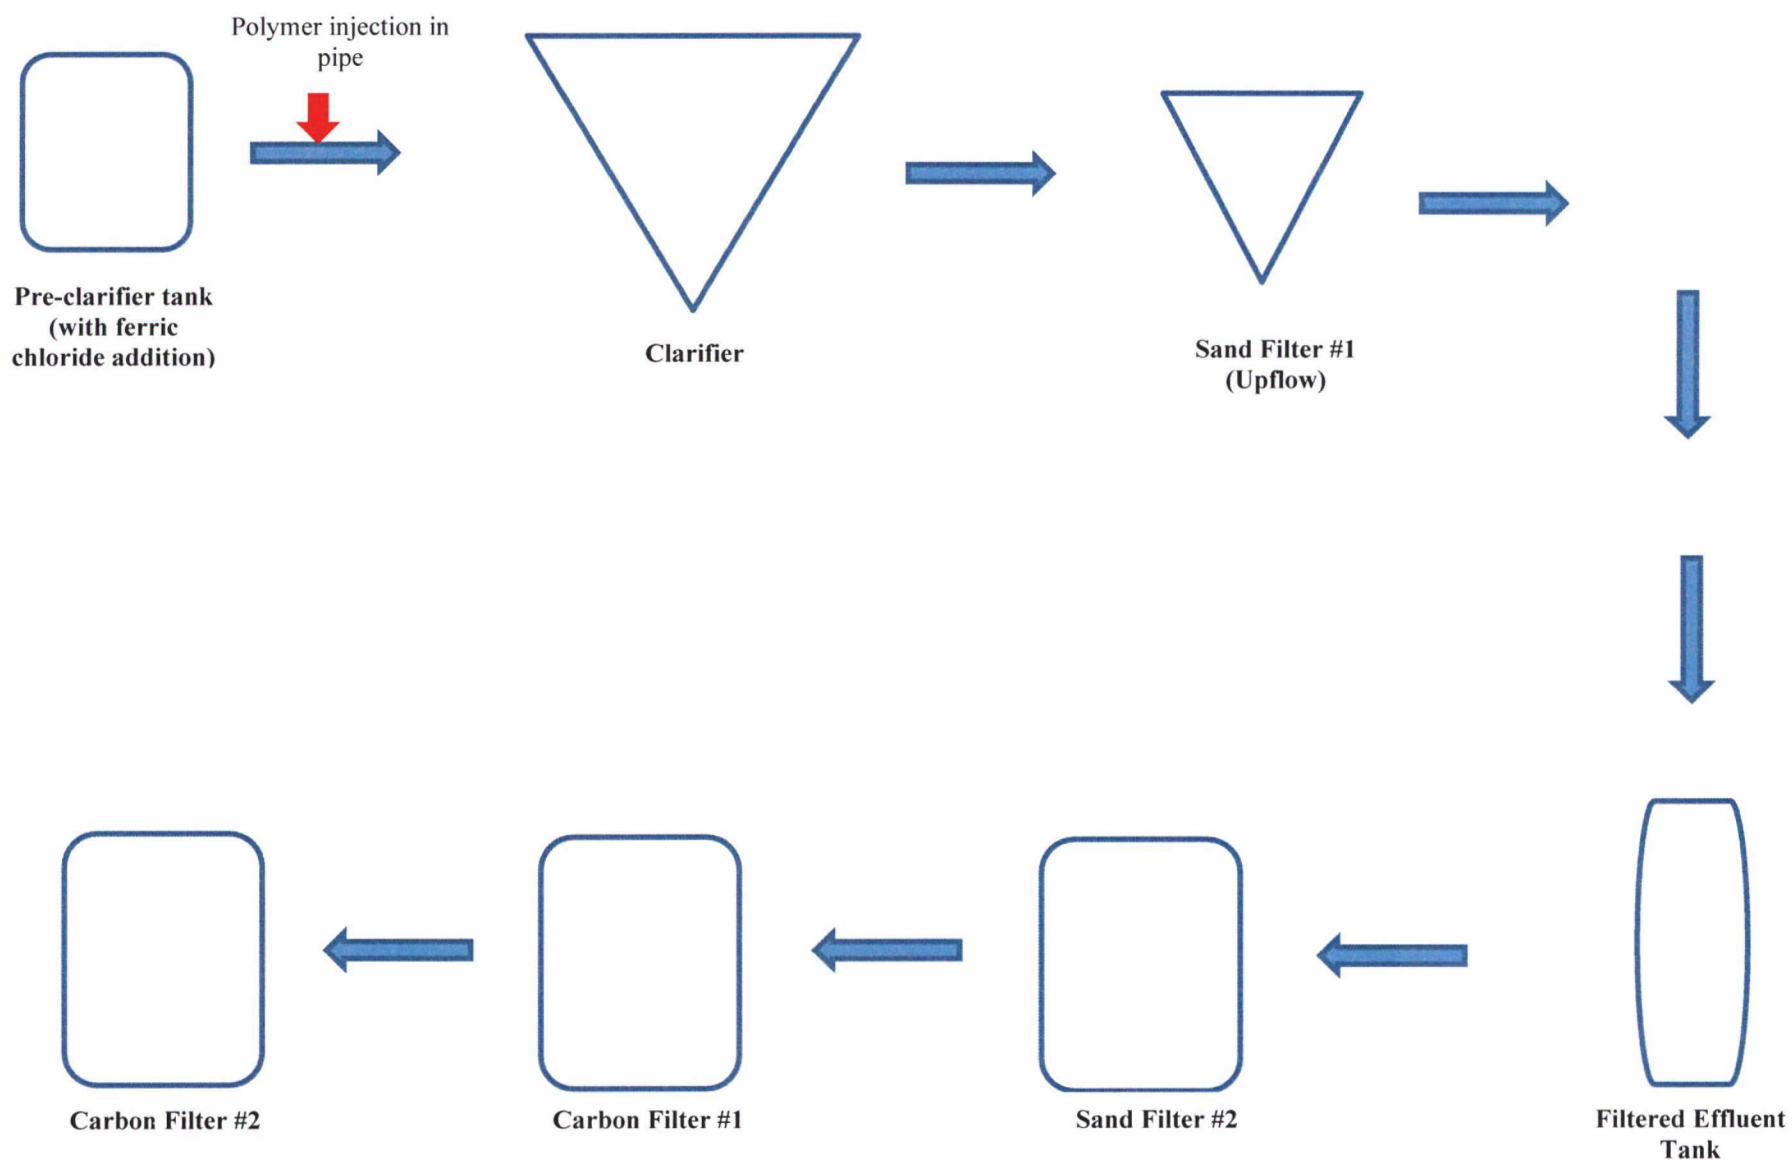 Polymer injection in
pipe
Pre-clarifier tank
(with ferric
chloride addition)
Clarifier
Sand Filter #1
(Upflow)
Carbon Filter #2
Carbon Filter #1
Sand Filter #2
Filtered Effluent
Tank